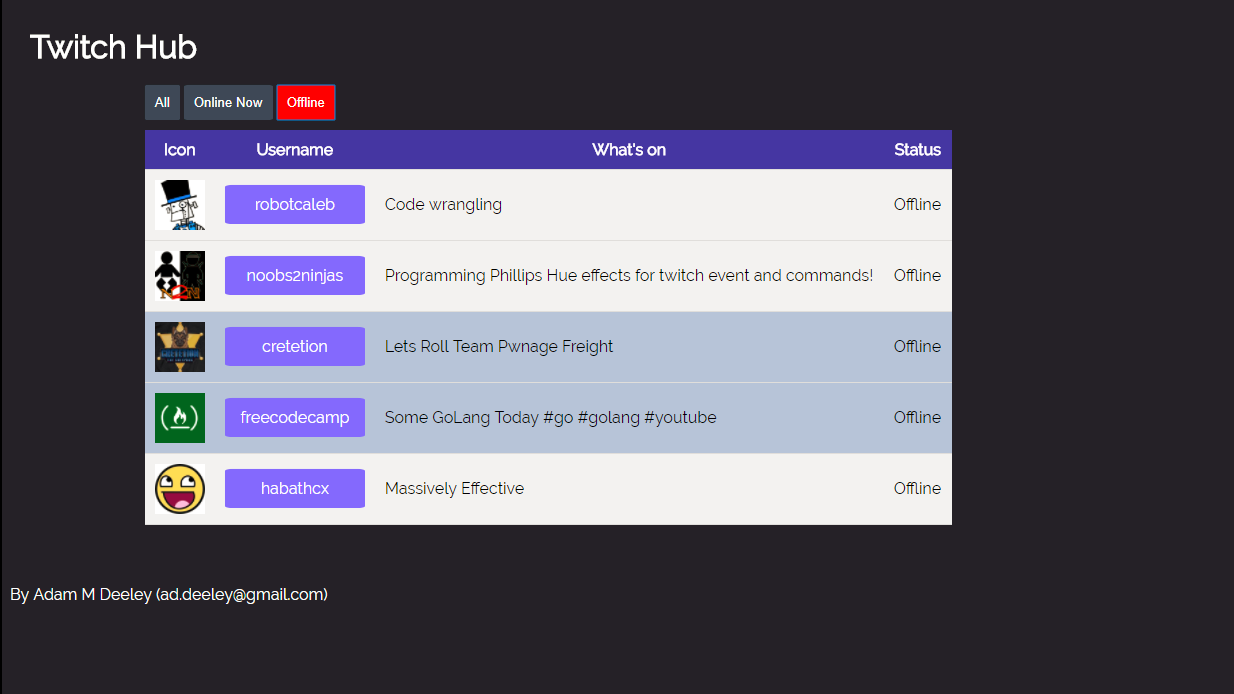 Twitch Hub
All Online Now Offline
Icon Username What's on Status
robotcaleb Code wrangling Offline
noobs2ninjas Programming Phillips Hue effects for twitch event and commands! Offline
cretetion Lets Roll Team Pwnage Freight Offline
freecodecamp Some GoLang Today #go #golang #youtube Offline
habathcx Massively Effective Offline
By Adam M Deeley (ad.deeley@gmail.com)